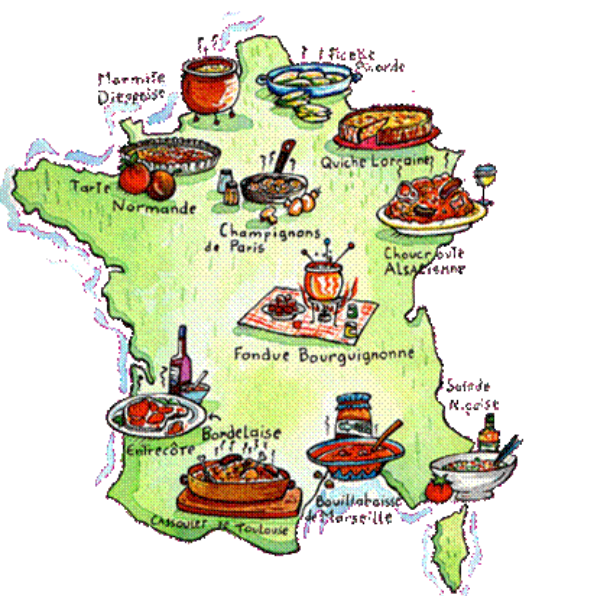 Marmite
Dieppoise
Ficelle
Picarde
Quiche Lorraine
Tarte
Normande
Champignons
de Paris
Choucroute
Alsacienne
Fondue Bourguignonne
Salade
Niçoise
Entrecôte Bordelaise
Bouillabaisse
de Marseille
Cassoulet de Toulouse